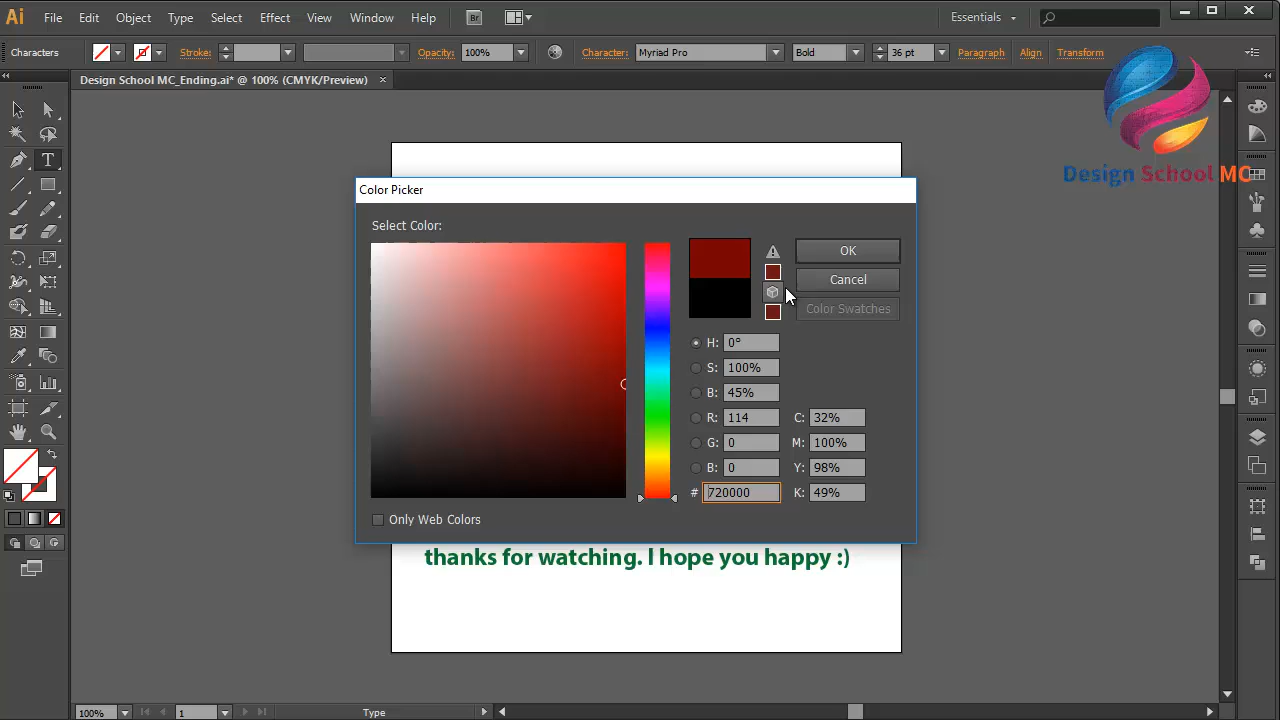 Ai File Edit Object Type Select Effect View Window Help Br Essentials
Characters Stroke: Opacity: 100% Character: Myriad Pro Bold 36 pt Paragraph Align Transform
Design School MC_Ending.ai* @ 100% (CMYK/Preview)
Design School MC
Color Picker
Select Color:
OK
Cancel
Color Swatches
H: 0°
S: 100%
B: 45%
R: 114 C: 32%
G: 0 M: 100%
B: 0 Y: 98%
# 720000 K: 49%
Only Web Colors
thanks for watching. I hope you happy :)
100% 1 Type